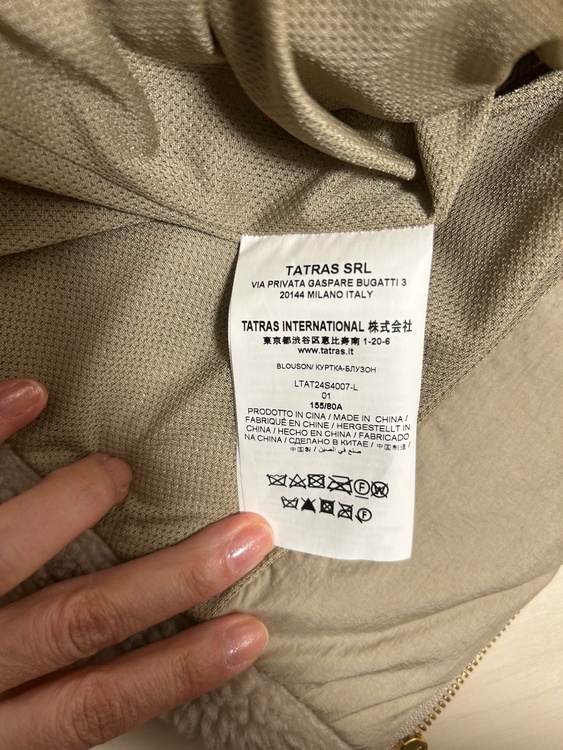 TATRAS SRL
VIA PRIVATA GASPARE BUGATTI 3
20144 MILANO ITALY
TATRAS INTERNATIONAL 株式会社
東京都渋谷区恵比寿南 1-20-6
www.tatras.it
BLOUSON/ КУРТКА-БЛУЗОН
LTAT24S4007-L
01
155/80A
PRODOTTO IN CINA / MADE IN CHINA /
FABRIQUÉ EN CHINE / HERGESTELLT IN
CHINA / HECHO EN CHINA / FABRICADO
NA CHINA / СДЕЛАНО В КИТАЕ / 中国制造 /
中国製 / صنع في الصين /
F W
F